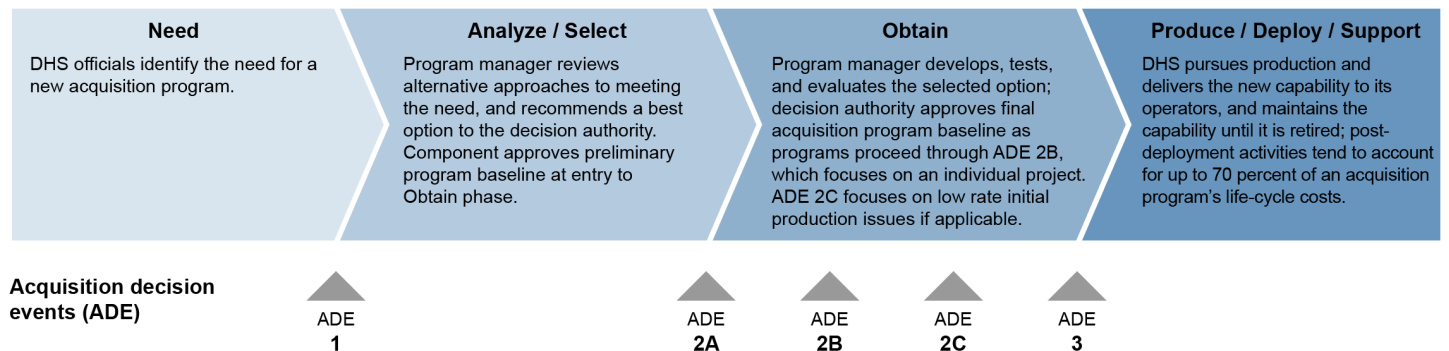 Need
DHS officials identify the need for a
new acquisition program.
Analyze / Select
Program manager reviews
alternative approaches to meeting
the need, and recommends a best
option to the decision authority.
Component approves preliminary
program baseline at entry to
Obtain phase.
Obtain
Program manager develops, tests,
and evaluates the selected option;
decision authority approves final
acquisition program baseline as
programs proceed through ADE 2B,
which focuses on an individual project.
ADE 2C focuses on low rate initial
production issues if applicable.
Produce / Deploy / Support
DHS pursues production and
delivers the new capability to its
operators, and maintains the
capability until it is retired; post-
deployment activities tend to account
for up to 70 percent of an acquisition
program’s life-cycle costs.
Acquisition decision
events (ADE)
ADE
1
ADE
2A
ADE
2B
ADE
2C
ADE
3